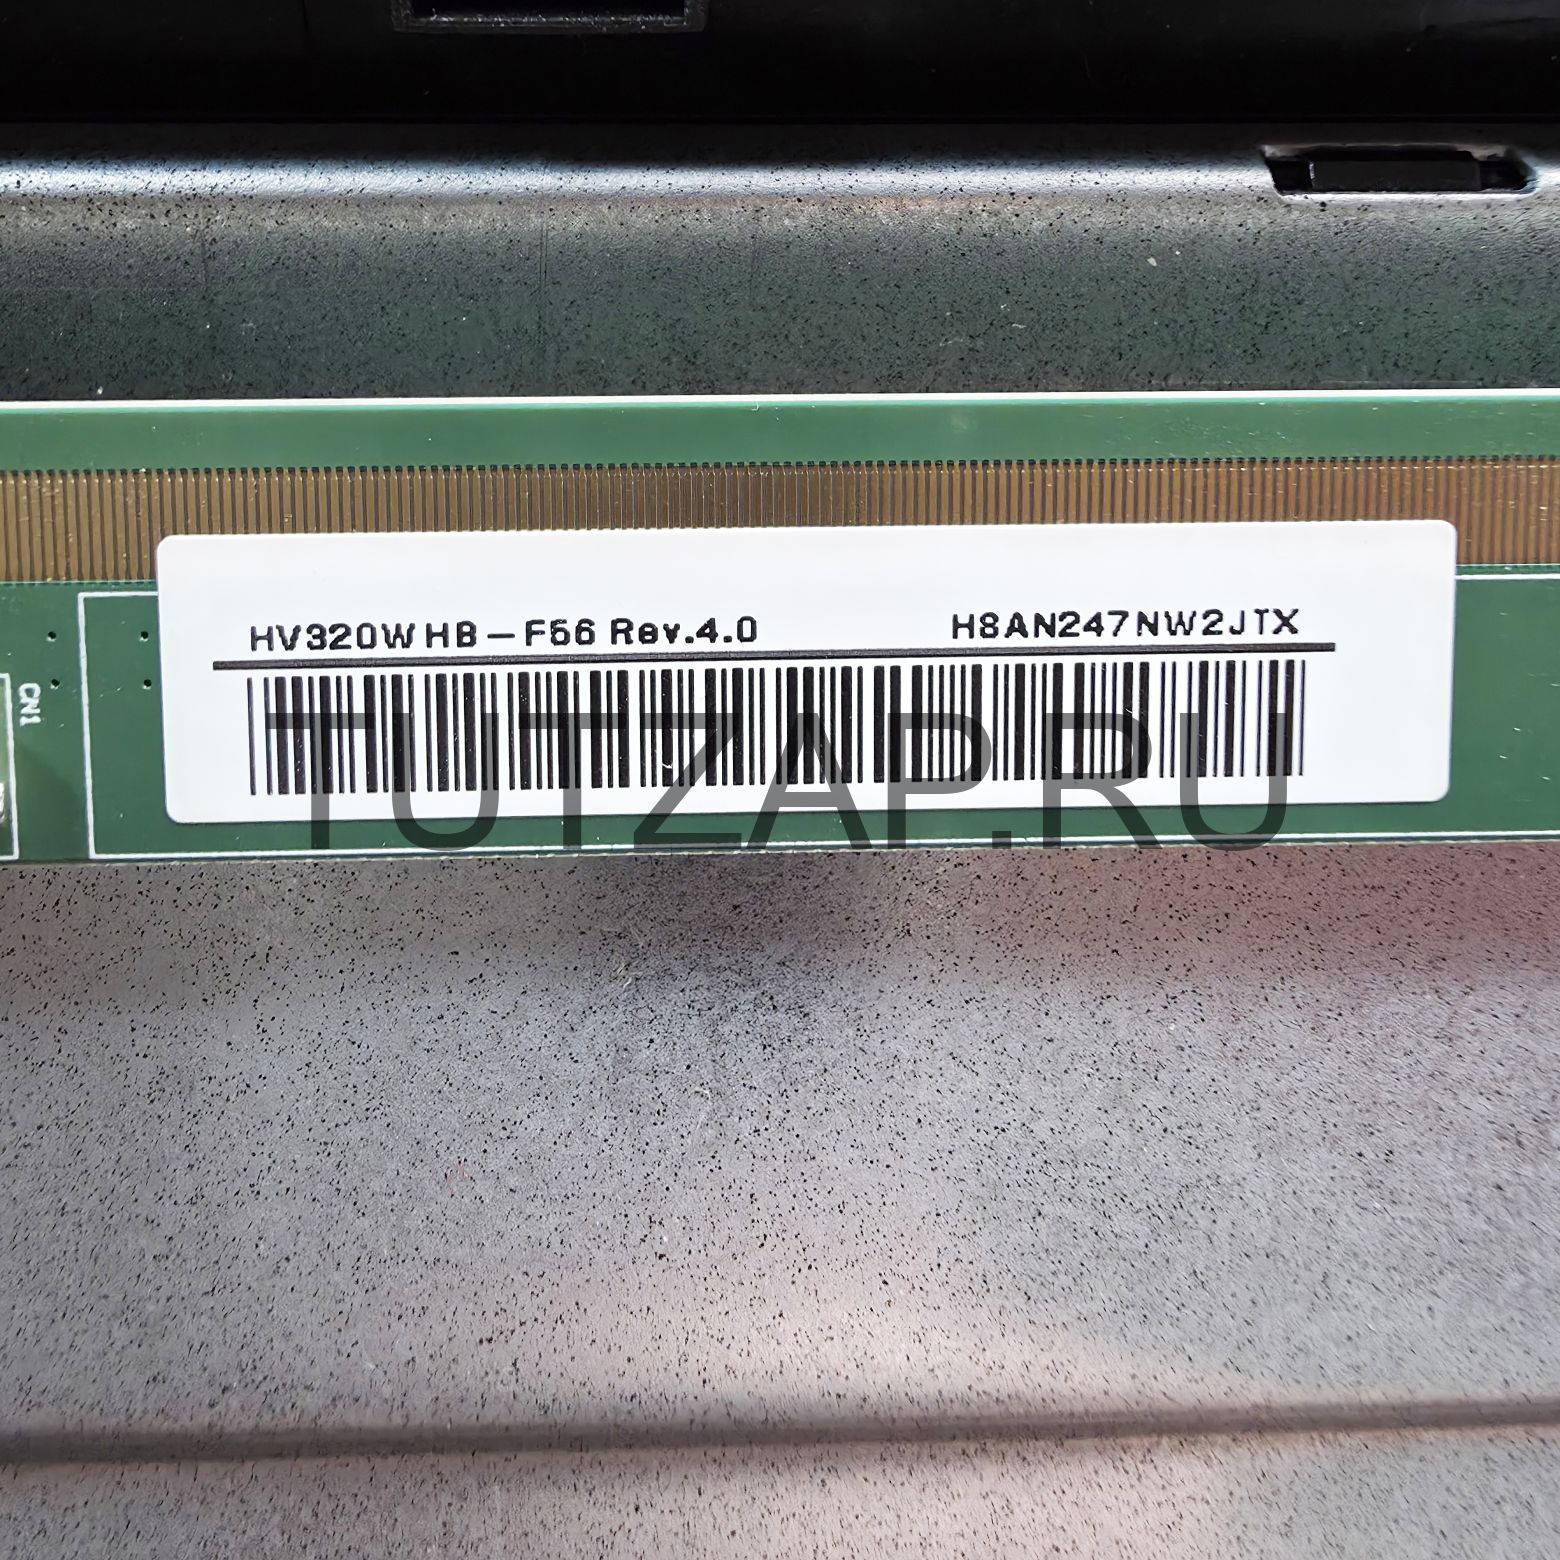 HV320WHB-F56 Rev.4.0 H8AN247NW2JTX
CN1
TUTZAP.RU